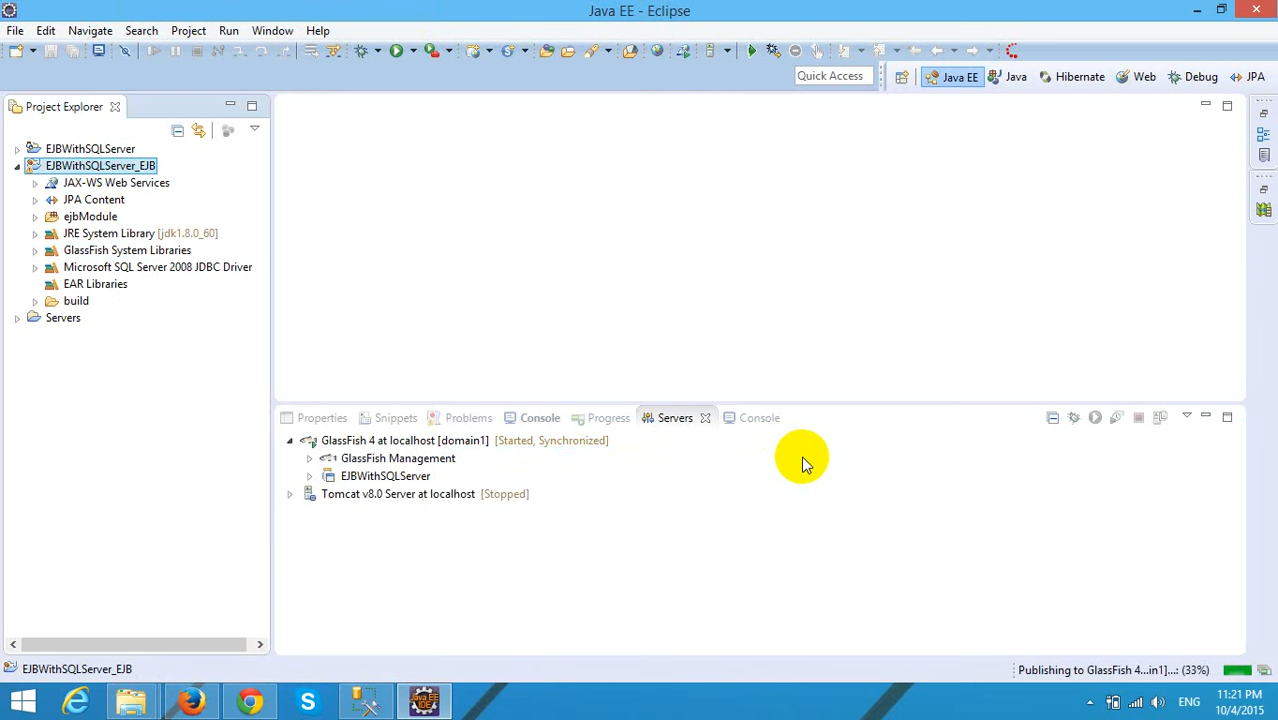 Java EE - Eclipse
File Edit Navigate Search Project Run Window Help
Quick Access
Java EE Java Hibernate Web Debug JPA
Project Explorer
EJBWithSQLServer
EJBWithSQLServer_EJB
JAX-WS Web Services
JPA Content
ejbModule
JRE System Library [jdk1.8.0_60]
GlassFish System Libraries
Microsoft SQL Server 2008 JDBC Driver
EAR Libraries
build
Servers
Properties Snippets Problems Console Progress Servers Console
GlassFish 4 at localhost [domain1] [Started, Synchronized]
GlassFish Management
EJBWithSQLServer
Tomcat v8.0 Server at localhost [Stopped]
EJBWithSQLServer_EJB
Publishing to GlassFish 4...in1]...: (33%)
Java EE
IDE
ENG
11:21 PM
10/4/2015